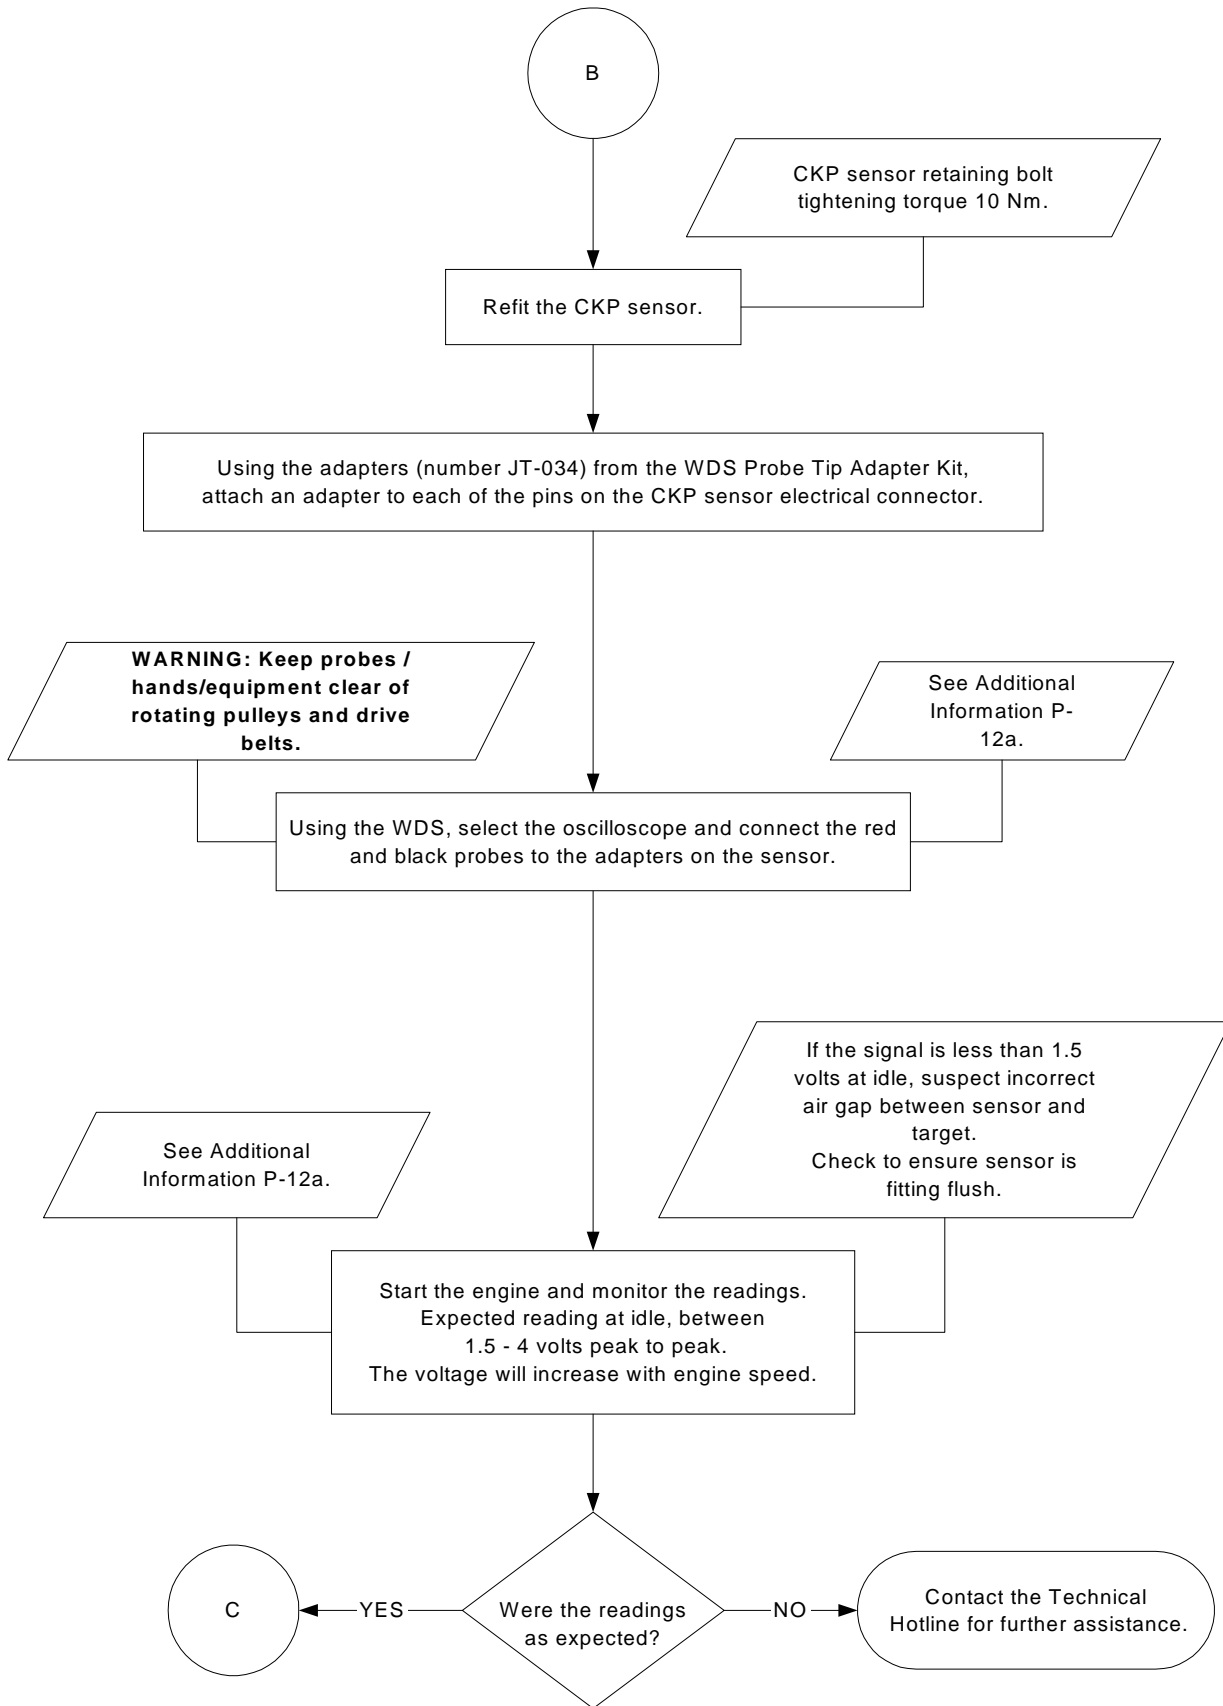 B
CKP sensor retaining bolt
tightening torque 10 Nm.
Refit the CKP sensor.
Using the adapters (number JT-034) from the WDS Probe Tip Adapter Kit,
attach an adapter to each of the pins on the CKP sensor electrical connector.
WARNING: Keep probes /
hands/equipment clear of
rotating pulleys and drive
belts.
See Additional
Information P-
12a.
Using the WDS, select the oscilloscope and connect the red
and black probes to the adapters on the sensor.
If the signal is less than 1.5
volts at idle, suspect incorrect
air gap between sensor and
target.
Check to ensure sensor is
fitting flush.
See Additional
Information P-12a.
Start the engine and monitor the readings.
Expected reading at idle, between
1.5 - 4 volts peak to peak.
The voltage will increase with engine speed.
C
YES
Were the readings
as expected?
NO
Contact the Technical
Hotline for further assistance.